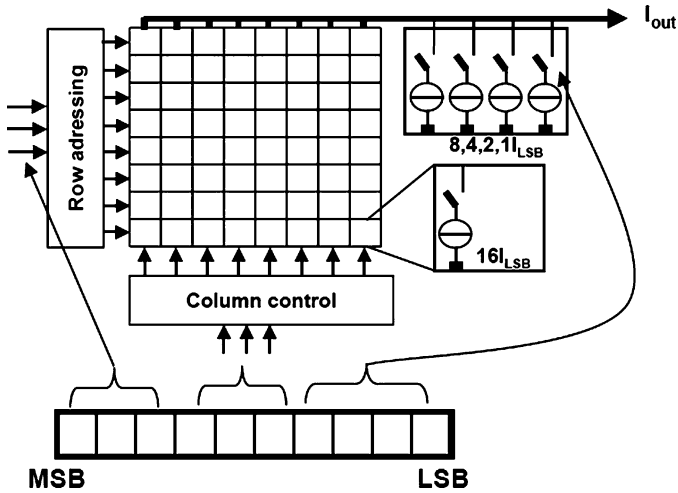 I_out
Row adressing
8,4,2,1I_LSB
16I_LSB
Column control
MSB
LSB